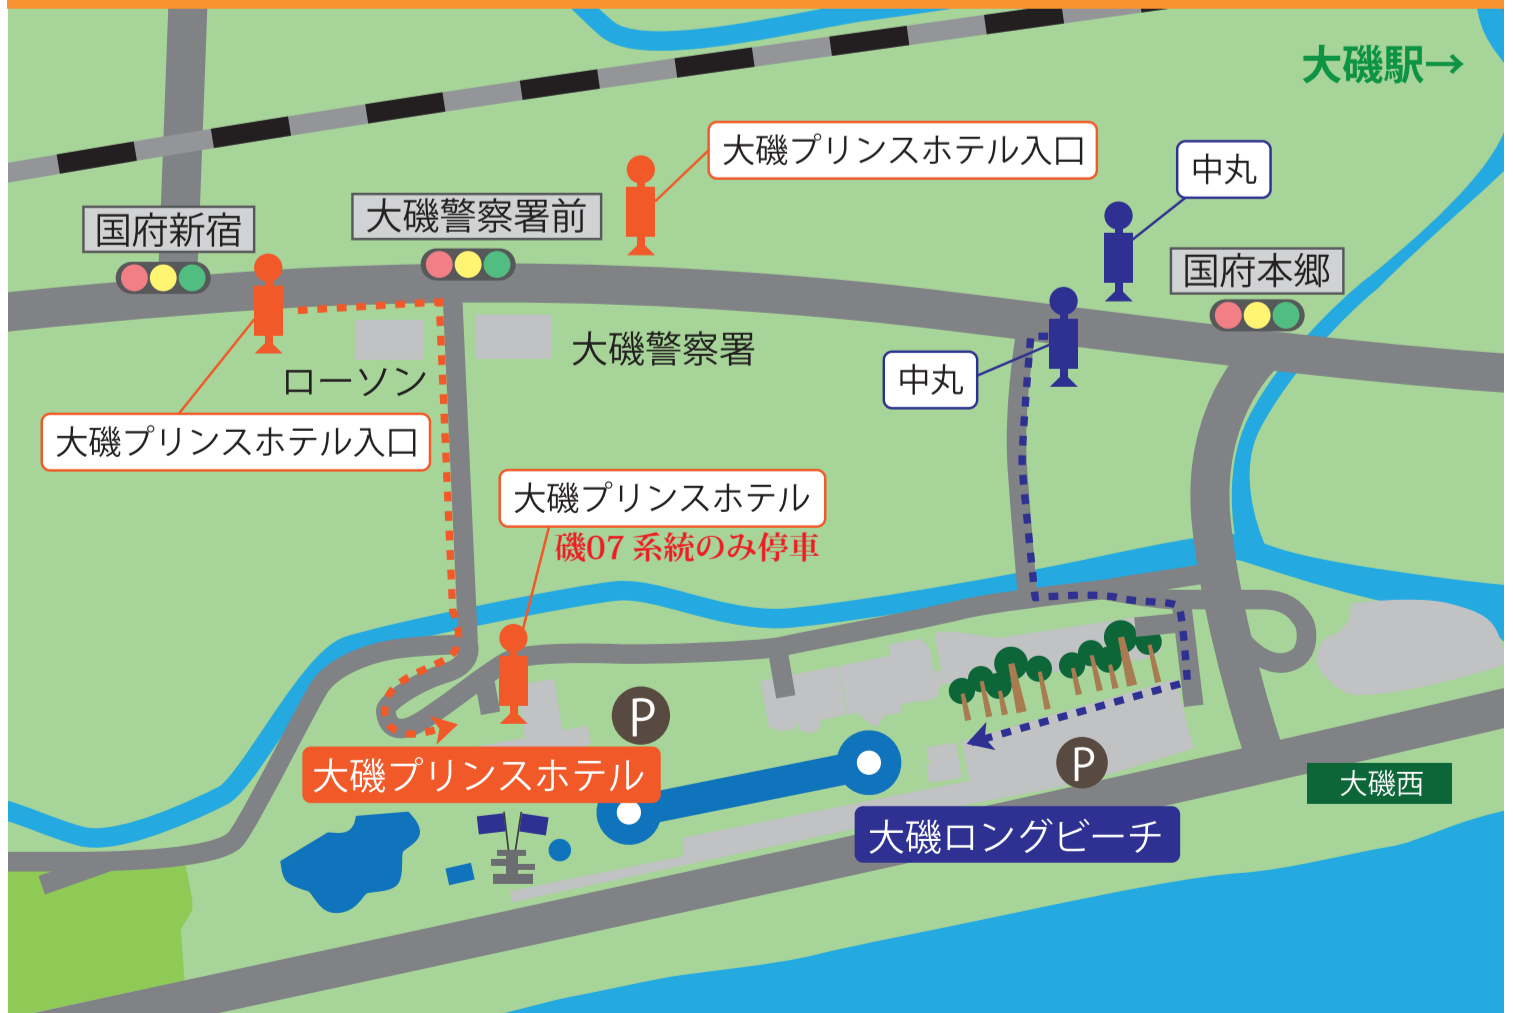 大磯駅→
大磯プリンスホテル入口
中丸
大磯警察署前
国府新宿
国府本郷
大磯警察署
中丸
ローソン
大磯プリンスホテル入口
大磯プリンスホテル
磯07 系統のみ停車
P
P
大磯プリンスホテル
大磯西
大磯ロングビーチ